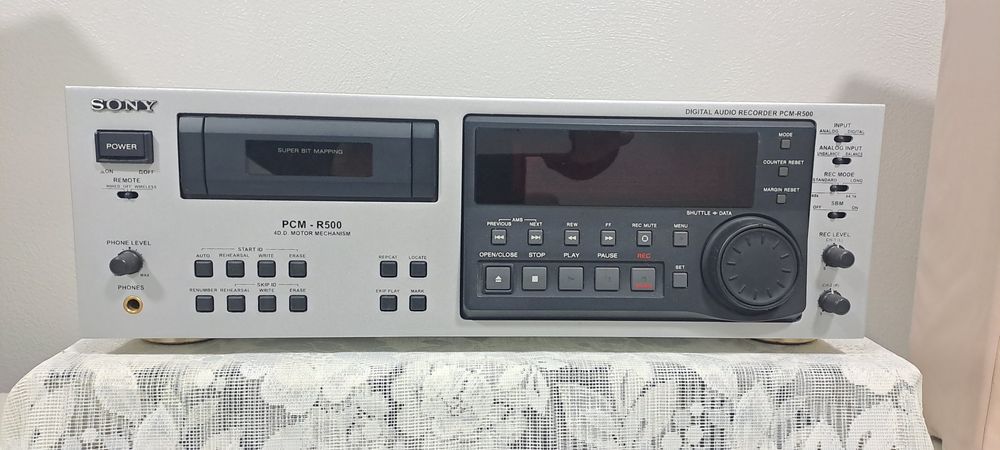 SONY
DIGITAL AUDIO RECORDER PCM-R500
POWER
ON OFF
REMOTE
WIRED OFF WIRELESS
PHONE LEVEL
MAX
PHONES
SUPER BIT MAPPING
PCM - R500
4D.D. MOTOR MECHANISM
START ID
AUTO REHEARSAL WRITE ERASE
SKIP ID
RENUMBER REHEARSAL WRITE ERASE
REPEAT LOCATE
SKIP PLAY MARK
MODE
COUNTER RESET
MARGIN RESET
SHUTTLE DATA
AMS
PREVIOUS NEXT REW FF REC MUTE MENU
OPEN/CLOSE STOP PLAY PAUSE REC
SET
INPUT
ANALOG DIGITAL
ANALOG INPUT
UNBALANCE BALANCE
REC MODE
STANDARD LONG
SBM
OFF ON
REC LEVEL